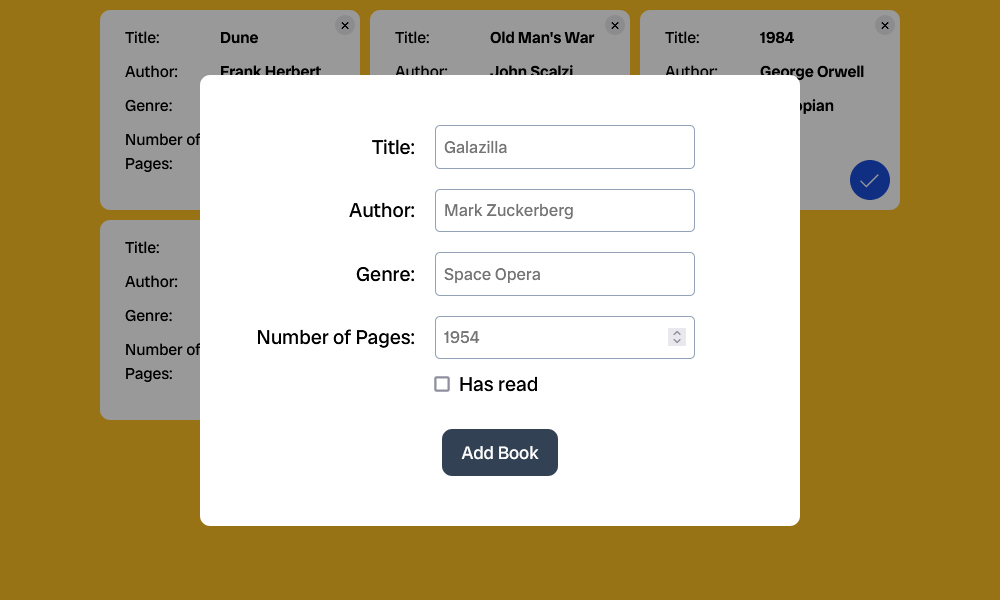 Title: Dune
Author: Frank Herbert
Genre:
Number of
Pages:
Title: Old Man's War
Author: John Scalzi
Title: 1984
Author: George Orwell
Title:
Author:
Genre:
Number of
Pages:
Title: Galazilla
Author: Mark Zuckerberg
Genre: Space Opera
Number of Pages: 1954
Has read
Add Book